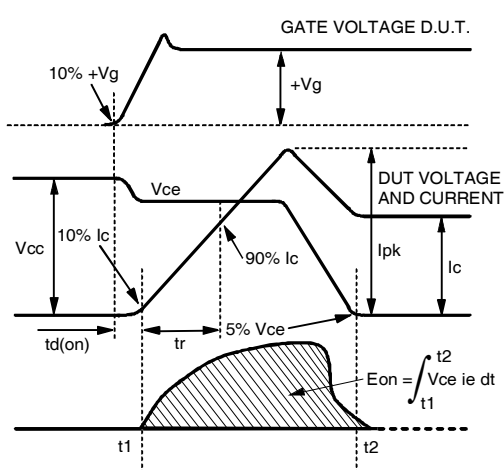 GATE VOLTAGE D.U.T.
10% +Vg
+Vg
DUT VOLTAGE
AND CURRENT
Vce
Vcc
10% Ic
90% Ic
Ipk
Ic
td(on)
tr
5% Vce
t2
Eon = ∫ Vce ie dt
t1
t1
t2